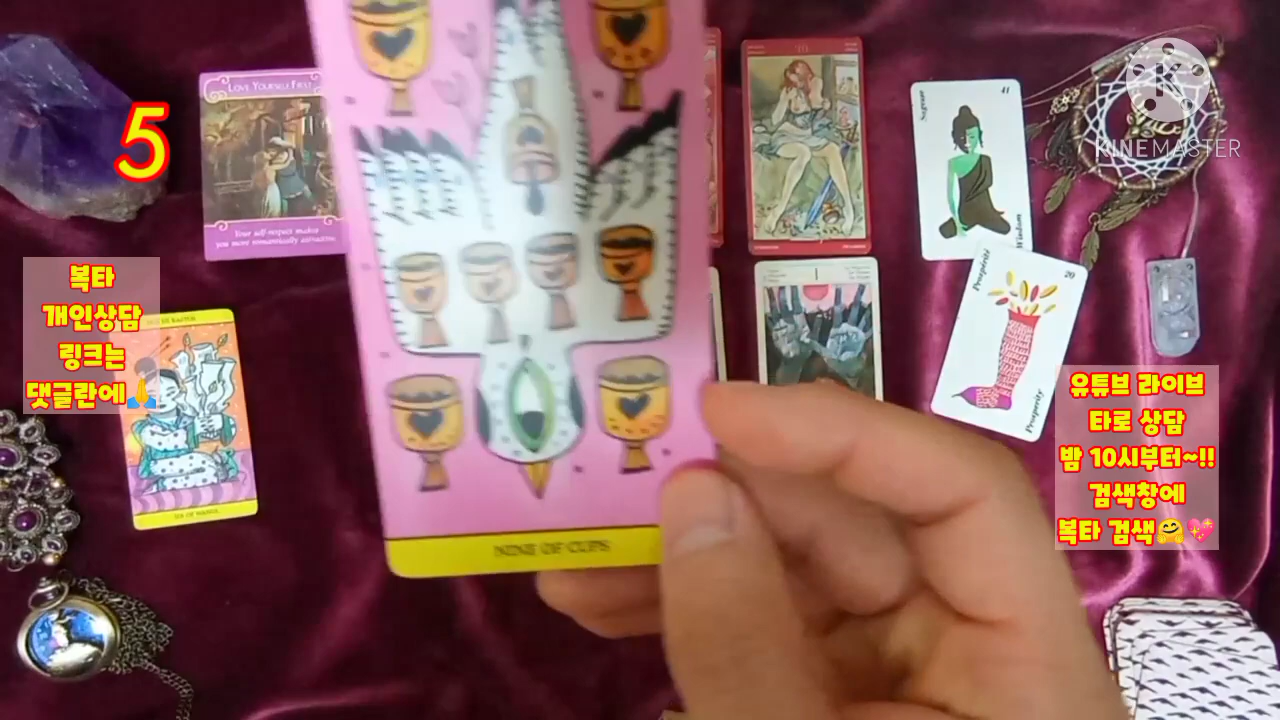 5
LOVE YOURSELF FIRST
Your self-respect makes
you more romantically attractive.
복타
개인상담
링크는
댓글란에🙏
SIX OF WANDS
NINE OF CUPS
20
I
41
Wisdom
20
Prosperity
K
KINEMASTER
유튜브 라이브
타로 상담
밤 10시부터~!!
검색창에
복타 검색🤗💖